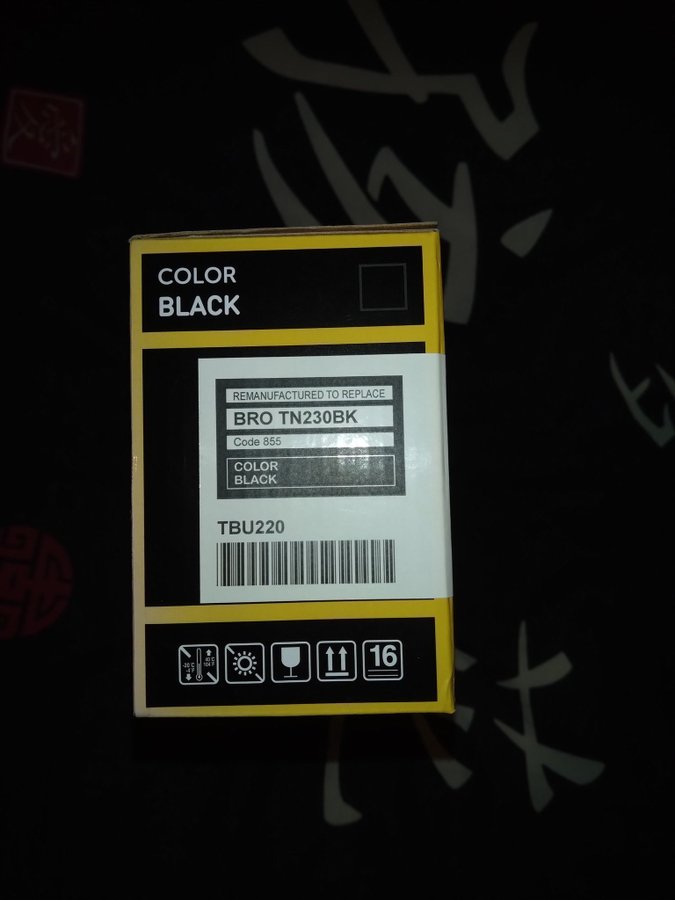 COLOR
BLACK
REMANUFACTURED TO REPLACE
BRO TN230BK
Code 855
COLOR
BLACK
TBU220
16